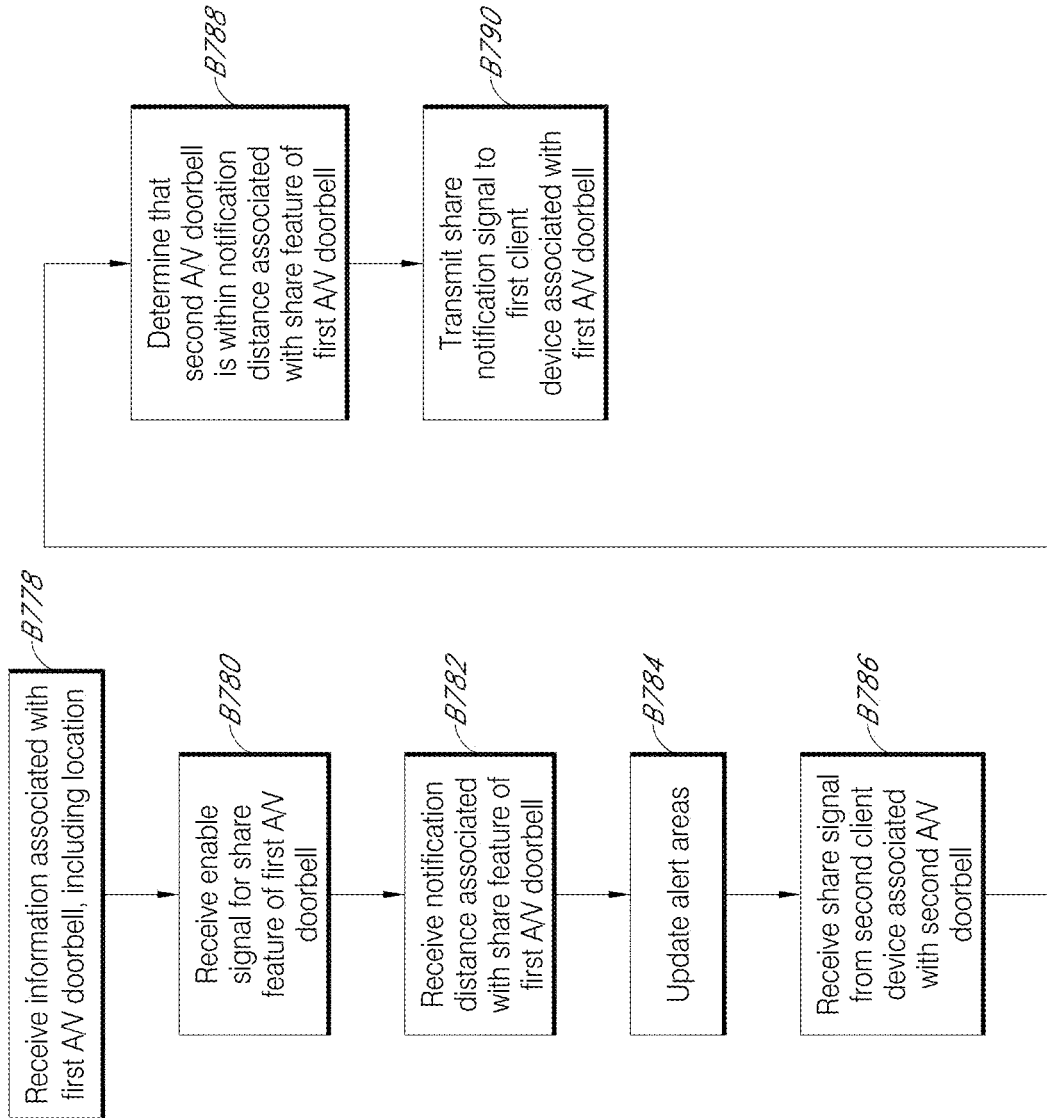 B778
Receive information associated with
first A/V doorbell, including location
B780
Receive enable
signal for share
feature of first A/V
doorbell
B782
Receive notification
distance associated
with share feature of
first A/V doorbell
B784
Update alert areas
B786
Receive share signal
from second client
device associated
with second A/V
doorbell
B788
Determine that
second A/V doorbell
is within notification
distance associated
with share feature of
first A/V doorbell
B790
Transmit share
notification signal to
first client
device associated with
first A/V doorbell